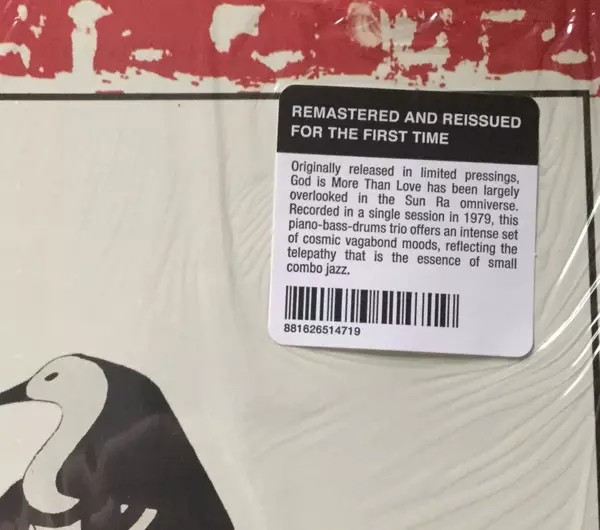 REMASTERED AND REISSUED
FOR THE FIRST TIME
Originally released in limited pressings,
God is More Than Love has been largely
overlooked in the Sun Ra omniverse.
Recorded in a single session in 1979, this
piano-bass-drums trio offers an intense set
of cosmic vagabond moods, reflecting the
telepathy that is the essence of small
combo jazz.
881626514719